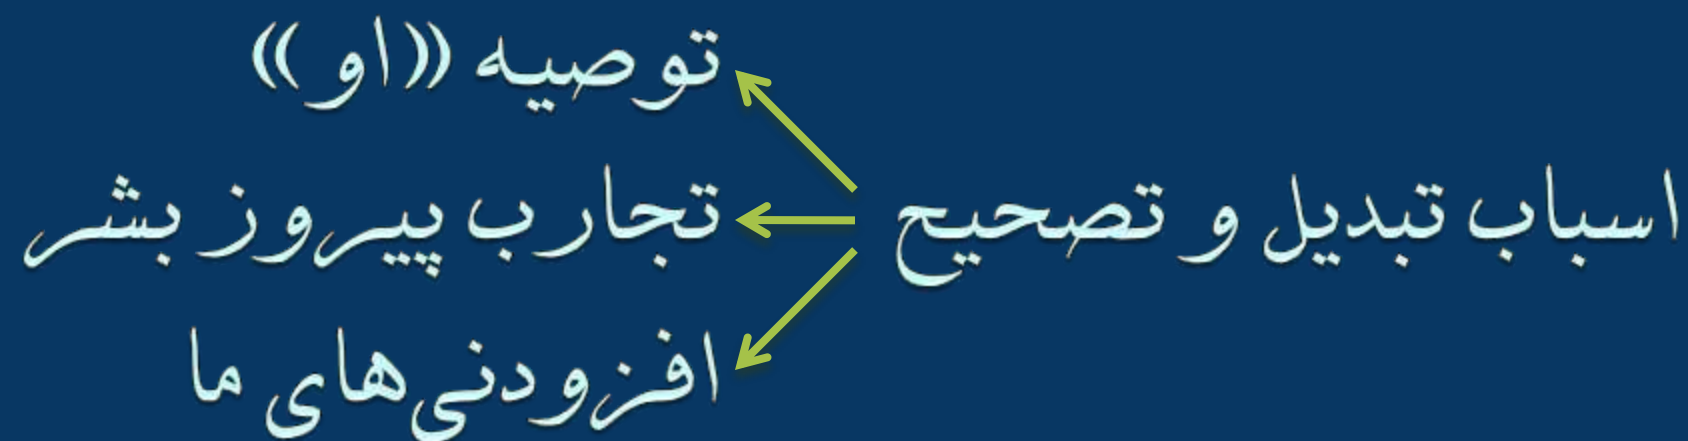 اسباب تبدیل و تصحیح
توصیه ((او))
تجارب پیروز بشر
افزودنی‌های ما